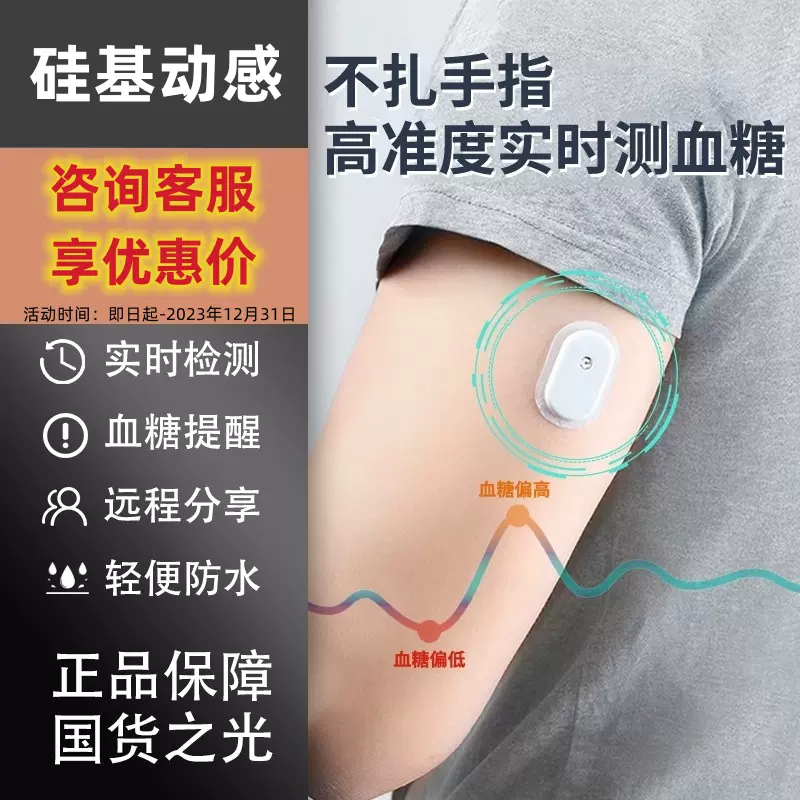 硅基动感
不扎手指
高准度实时测血糖
咨询客服
享优惠价
活动时间：即日起-2023年12月31日
实时检测
血糖提醒
远程分享
轻便防水
血糖偏高
血糖偏低
正品保障
国货之光